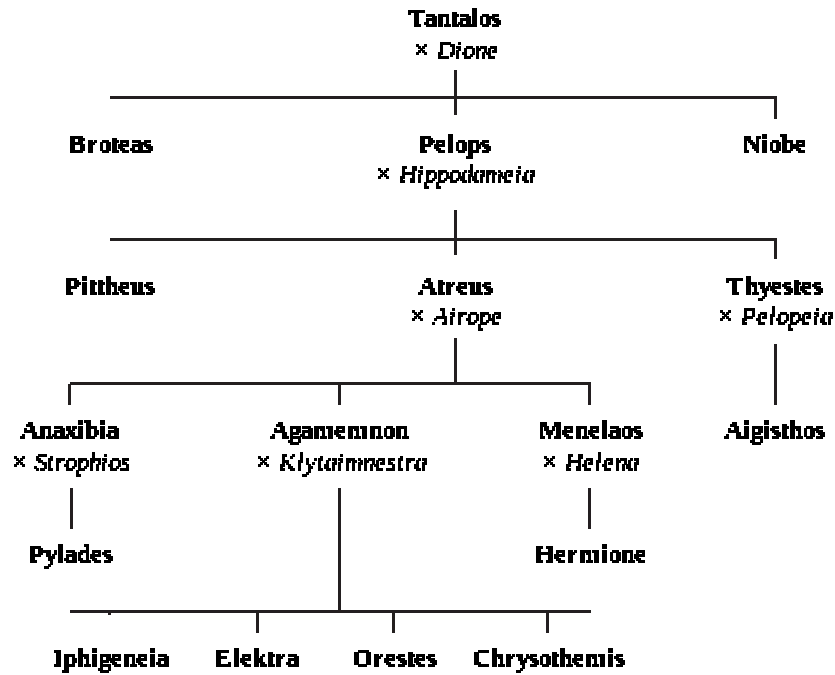 Tantalos
× Dione
Broteas Pelops Niobe
× Hippodameia
Pittheus Atreus Thyestes
× Airope × Pelopeia
Anaxibia Agamemnon Menelaos Aigisthos
× Strophios × Klytaimnestra × Helena
Pylades Hermione
Iphigeneia Elektra Orestes Chrysothemis